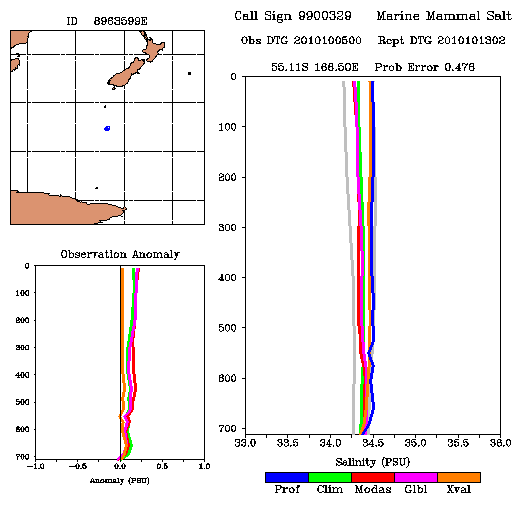 ID 8963599E
Call Sign 9900329 Marine Mammal Salt
Obs DTG 2010100500 Rcpt DTG 2010101302
55.11S 166.50E Prob Error 0.476
0
100
200
300
400
500
600
700
33.0 33.5 34.0 34.5 35.0 35.5 36.0
Salinity (PSU)
Prof Clim Modas Glbl Xval
Observation Anomaly
0
100
200
300
400
500
600
700
-1.0 -0.5 0.0 0.5 1.0
Anomaly (PSU)